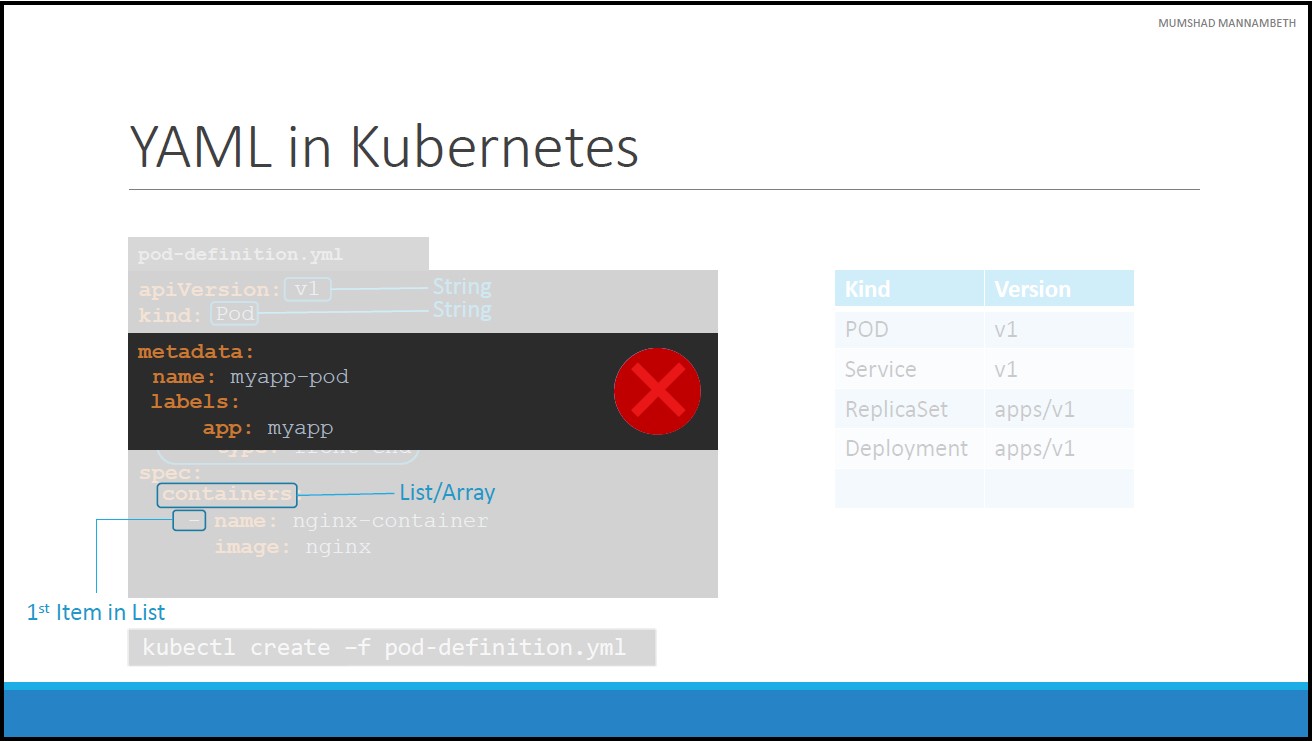 MUMSHAD MANNAMBETH
YAML in Kubernetes
pod-definition.yml
apiVersion: v1 String
kind: Pod String
metadata:
name: myapp-pod
labels:
app: myapp
spec:
containers List/Array
- name: nginx-container
image: nginx
1st Item in List
kubectl create –f pod-definition.yml
Kind Version
POD v1
Service v1
ReplicaSet apps/v1
Deployment apps/v1